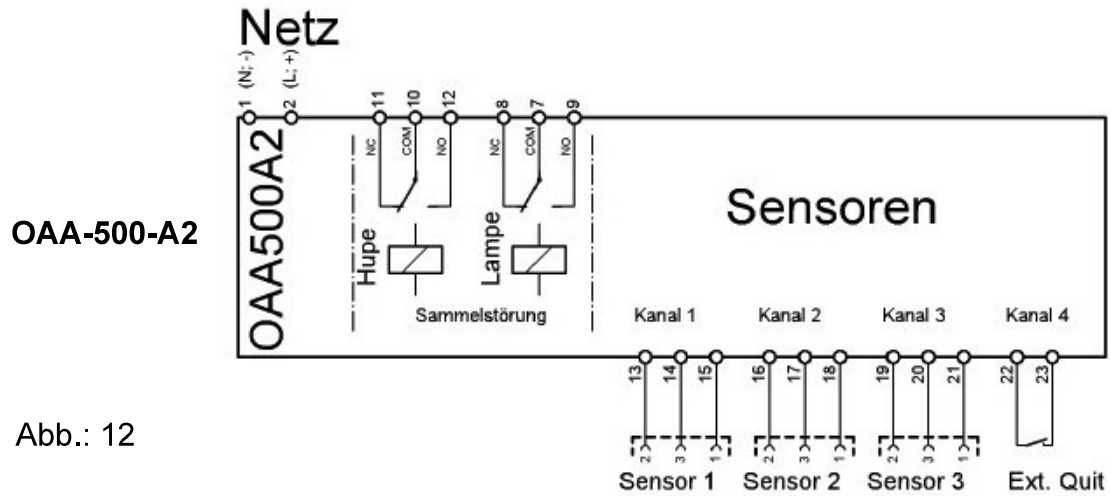 Netz
1 (N; -)
2 (L; +)
11 10 12 8 7 9
NC COM NO NC COM NO
OAA500A2
OAA-500-A2
Sensoren
Hupe
Lampe
Sammelstörung
Kanal 1 Kanal 2 Kanal 3 Kanal 4
13 14 15 16 17 18 19 20 21 22 23
2 3 1 2 3 1 2 3 1
Sensor 1 Sensor 2 Sensor 3 Ext. Quit
Abb.: 12